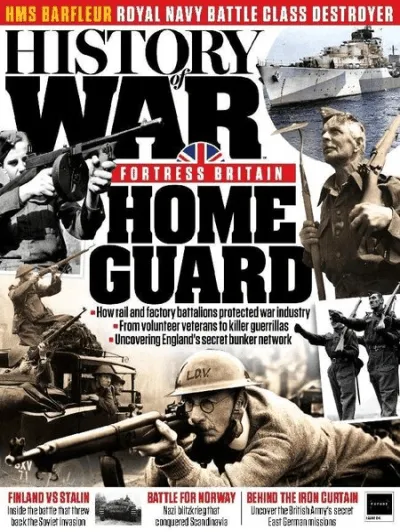 HMS BARFLEUR ROYAL NAVY BATTLE CLASS DESTROYER
HISTORY
of
WAR
FORTRESS BRITAIN
HOME
GUARD
▪ How rail and factory battalions protected war industry
▪ From volunteer veterans to killer guerrillas
▪ Uncovering England's secret bunker network
L.D.V.
FINLAND VS STALIN
Inside the battle that threw
back the Soviet invasion
BATTLE FOR NORWAY
Nazi blitzkrieg that
conquered Scandinavia
BEHIND THE IRON CURTAIN
Uncover the British Army's secret
East German missions
FUTURE